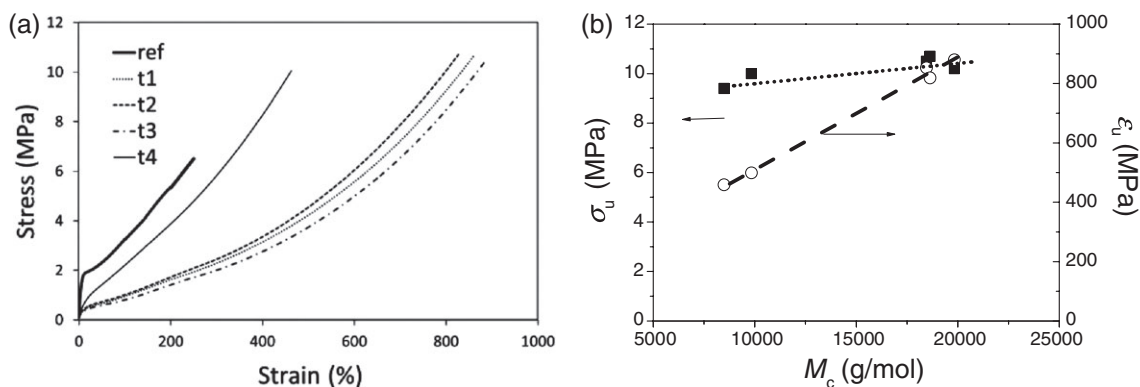 (a)
12
10
8
6
4
2
0
Stress (MPa)
ref
t1
t2
t3
t4
0 200 400 600 800 1000
Strain (%)
(b)
12
10
8
6
4
2
0
σu (MPa)
1000
800
600
400
200
0
εu (MPa)
5000 10000 15000 20000 25000
Mc (g/mol)